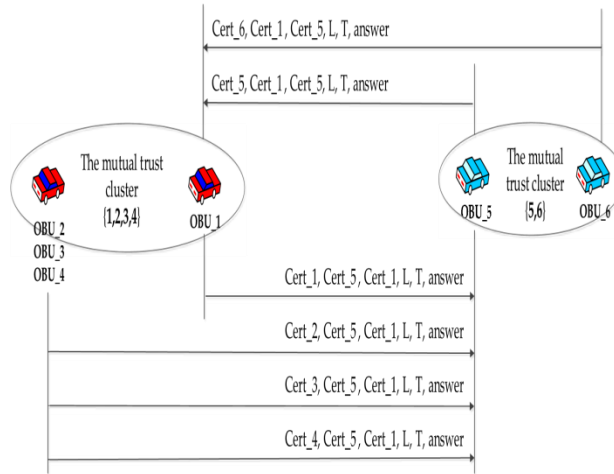 Cert_6, Cert_1, Cert_5, L, T, answer
Cert_5, Cert_1, Cert_5, L, T, answer
The mutual trust
cluster
{1,2,3,4}
OBU_2
OBU_3
OBU_4
OBU_1
The mutual
trust cluster
{5,6}
OBU_5
OBU_6
Cert_1, Cert_5, Cert_1, L, T, answer
Cert_2, Cert_5, Cert_1, L, T, answer
Cert_3, Cert_5, Cert_1, L, T, answer
Cert_4, Cert_5, Cert_1, L, T, answer